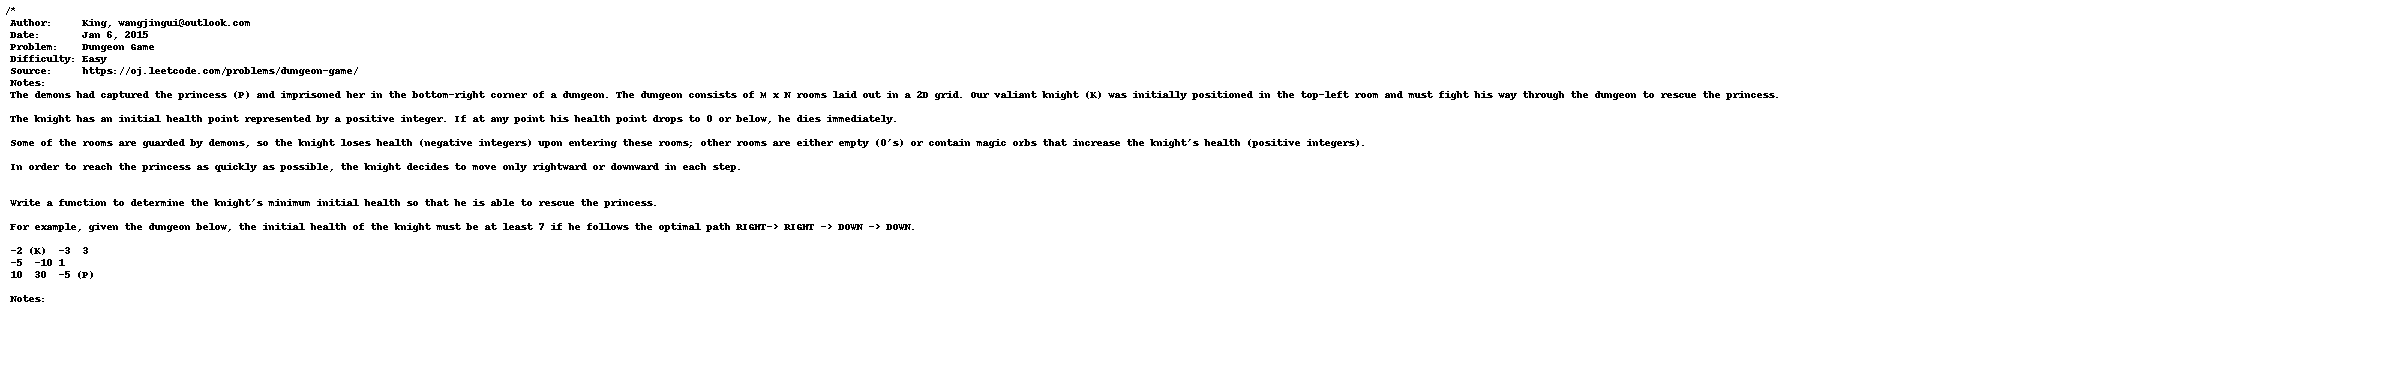 /*
Author: King, wangjingui@outlook.com
Date: Jan 6, 2015
Problem: Dungeon Game
Difficulty: Easy
Source: https://oj.leetcode.com/problems/dungeon-game/
Notes:
The demons had captured the princess (P) and imprisoned her in the bottom-right corner of a dungeon. The dungeon consists of M x N rooms laid out in a 2D grid. Our valiant knight (K) was initially positioned in the top-left room and must fight his way through the dungeon to rescue the princess.
The knight has an initial health point represented by a positive integer. If at any point his health point drops to 0 or below, he dies immediately.
Some of the rooms are guarded by demons, so the knight loses health (negative integers) upon entering these rooms; other rooms are either empty (0's) or contain magic orbs that increase the knight's health (positive integers).
In order to reach the princess as quickly as possible, the knight decides to move only rightward or downward in each step.
Write a function to determine the knight's minimum initial health so that he is able to rescue the princess.
For example, given the dungeon below, the initial health of the knight must be at least 7 if he follows the optimal path RIGHT-> RIGHT -> DOWN -> DOWN.
-2 (K) -3 3
-5 -10 1
10 30 -5 (P)
Notes: